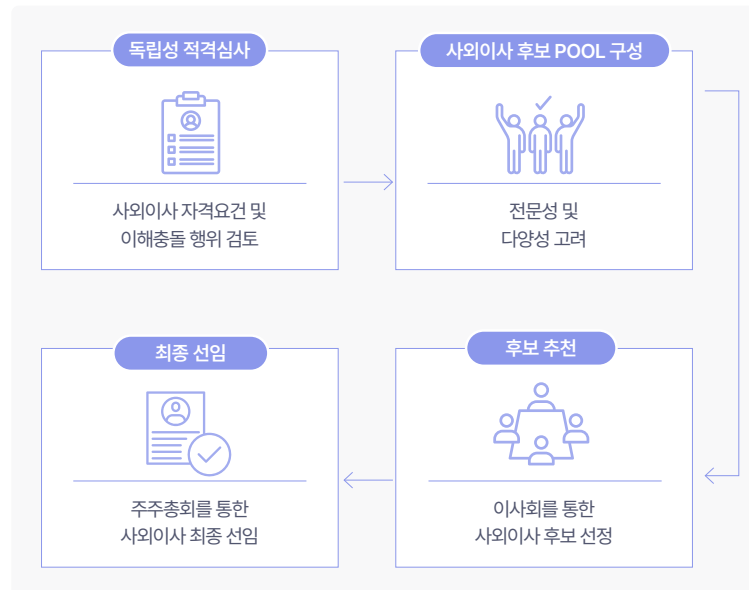 독립성 적격심사
사외이사 자격요건 및
이해충돌 행위 검토
사외이사 후보 POOL 구성
전문성 및
다양성 고려
후보 추천
이사회를 통한
사외이사 후보 선정
최종 선임
주주총회를 통한
사외이사 최종 선임